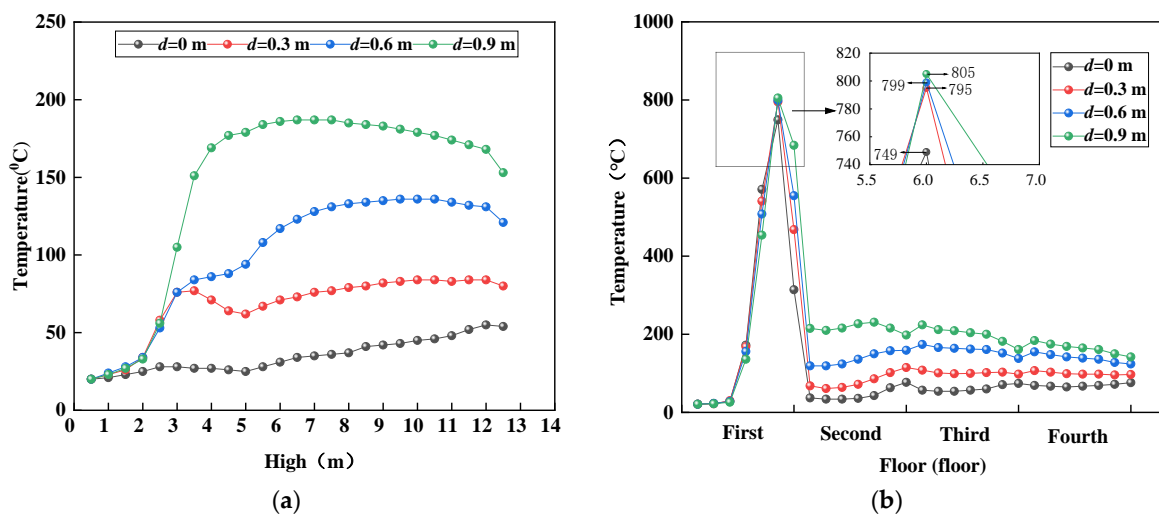 250
200
150
100
50
0
Temperature(⁰C)
d=0 m d=0.3 m d=0.6 m d=0.9 m
0 1 2 3 4 5 6 7 8 9 10 11 12 13 14
High（m）
(a)
1000
800
600
400
200
0
Temperature（℃）
820
800
780
760
740
799
805
795
749
5.5 6.0 6.5 7.0
d=0 m
d=0.3 m
d=0.6 m
d=0.9 m
First Second Third Fourth
Floor (floor)
(b)